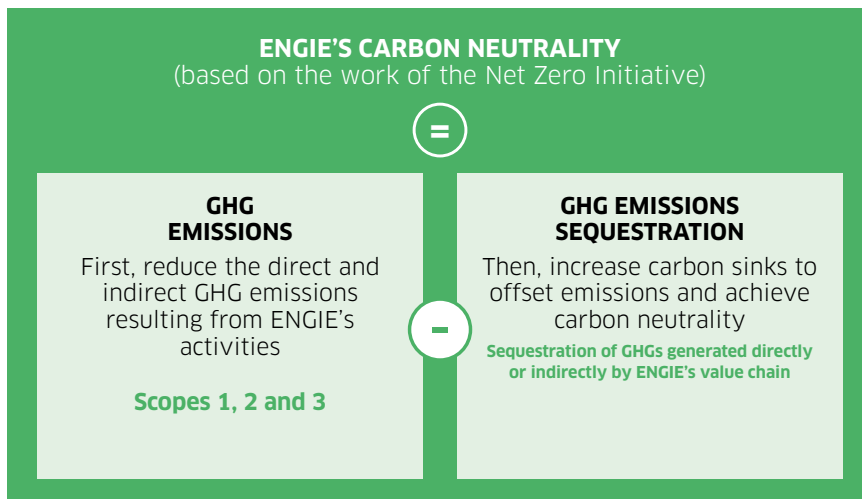 ENGIE'S CARBON NEUTRALITY
(based on the work of the Net Zero Initiative)
=
GHG
EMISSIONS
First, reduce the direct and
indirect GHG emissions
resulting from ENGIE's
activities
Scopes 1, 2 and 3
-
GHG EMISSIONS
SEQUESTRATION
Then, increase carbon sinks to
offset emissions and achieve
carbon neutrality
Sequestration of GHGs generated directly
or indirectly by ENGIE's value chain